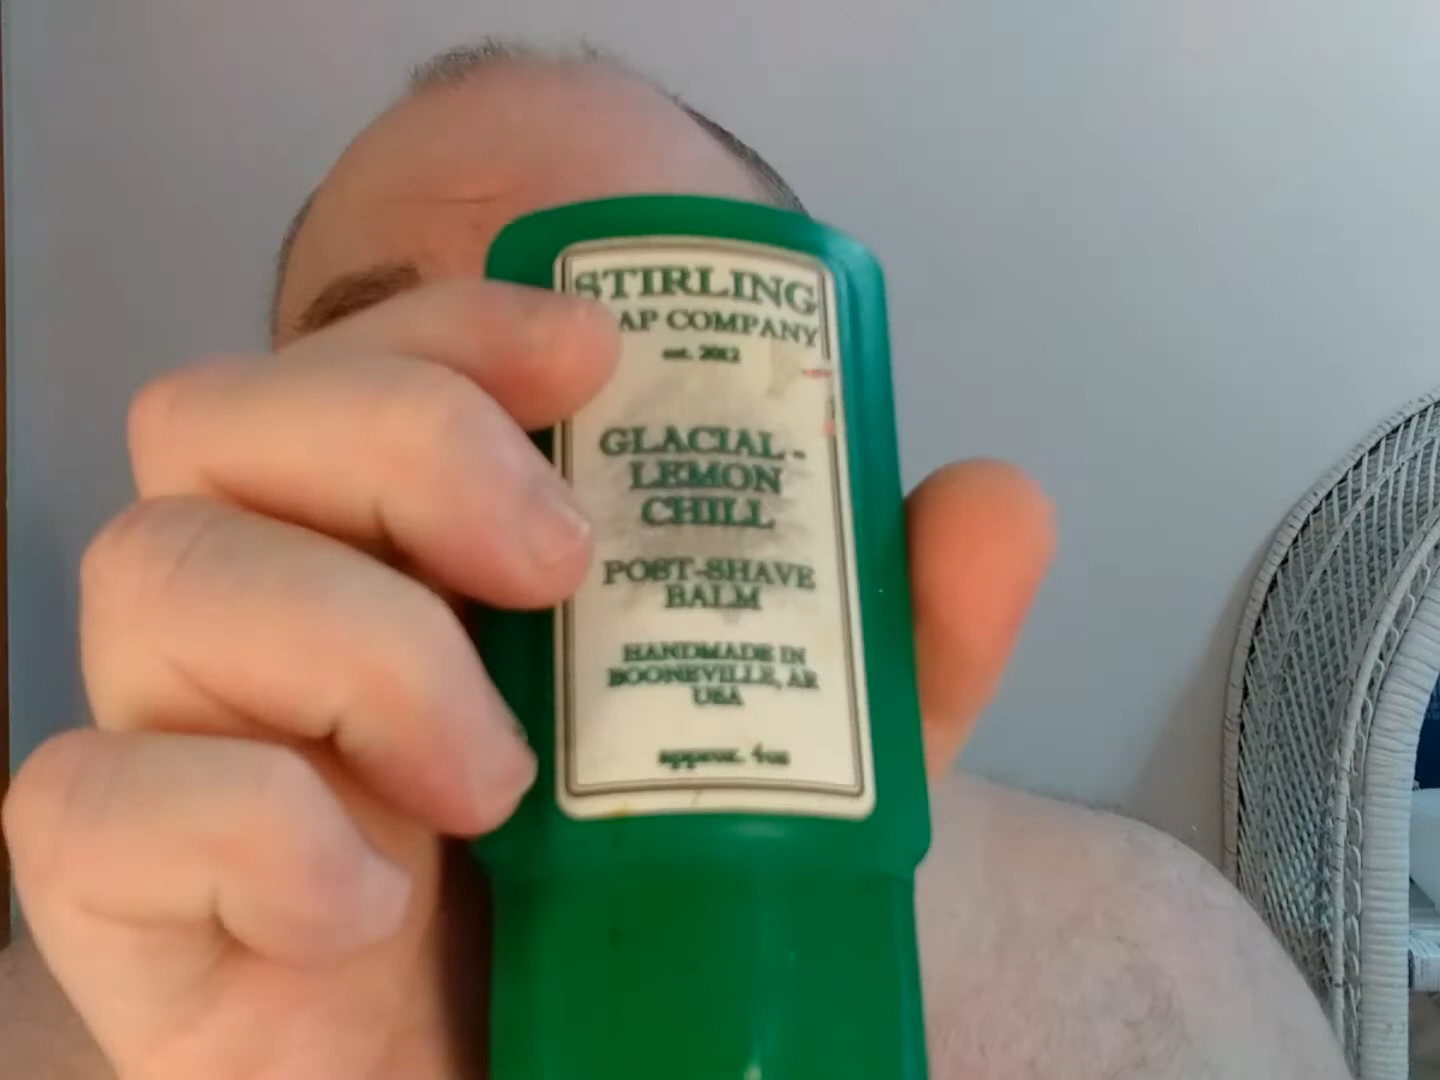 STIRLING
AP COMPANY
est. 2012
GLACIAL -
LEMON
CHILL
POST-SHAVE
BALM
HANDMADE IN
BOONEVILLE, AR
USA
approx. 4oz